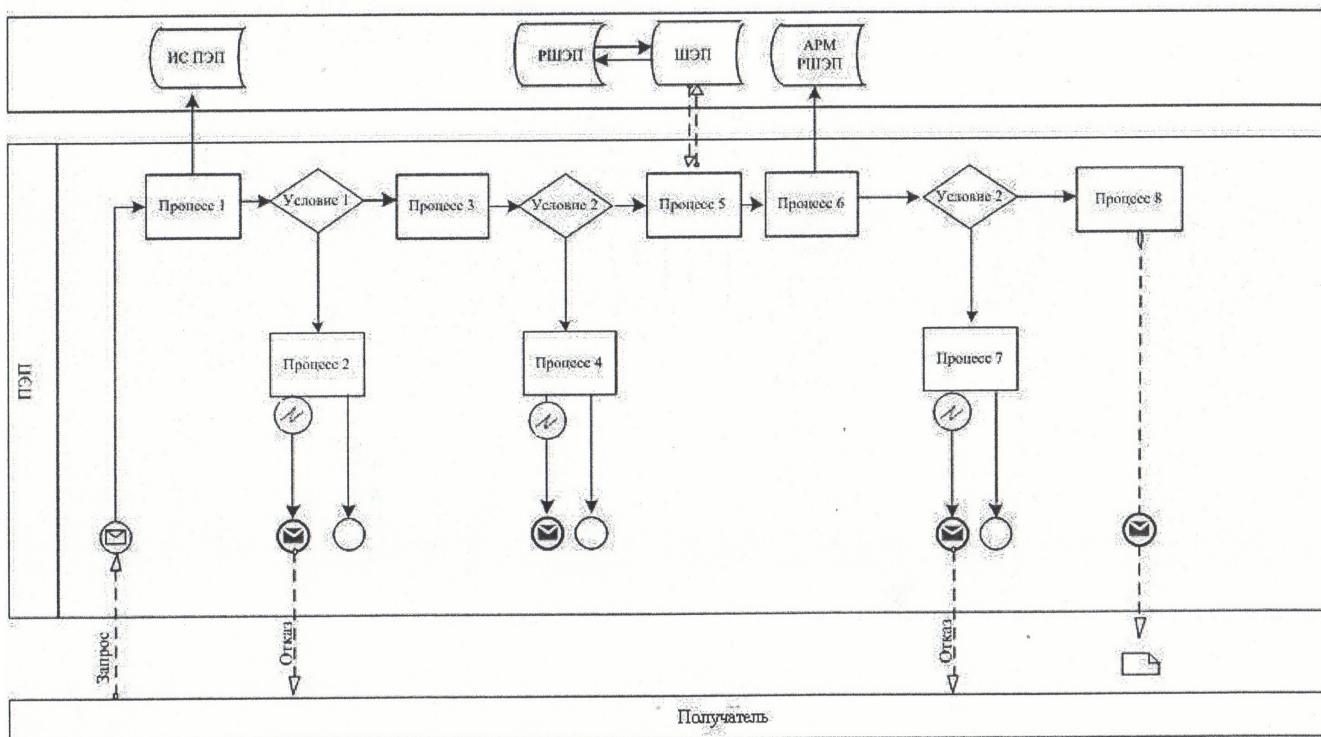 ИС ПЭП
РШЭП
ШЭП
АРМ
РШЭП
ПЭП
Процесс 1
Условие 1
Процесс 3
Условие 2
Процесс 5
Процесс 6
Условие 2
Процесс 8
Процесс 2
Процесс 4
Процесс 7
Запрос
Отказ
Отказ
Получатель